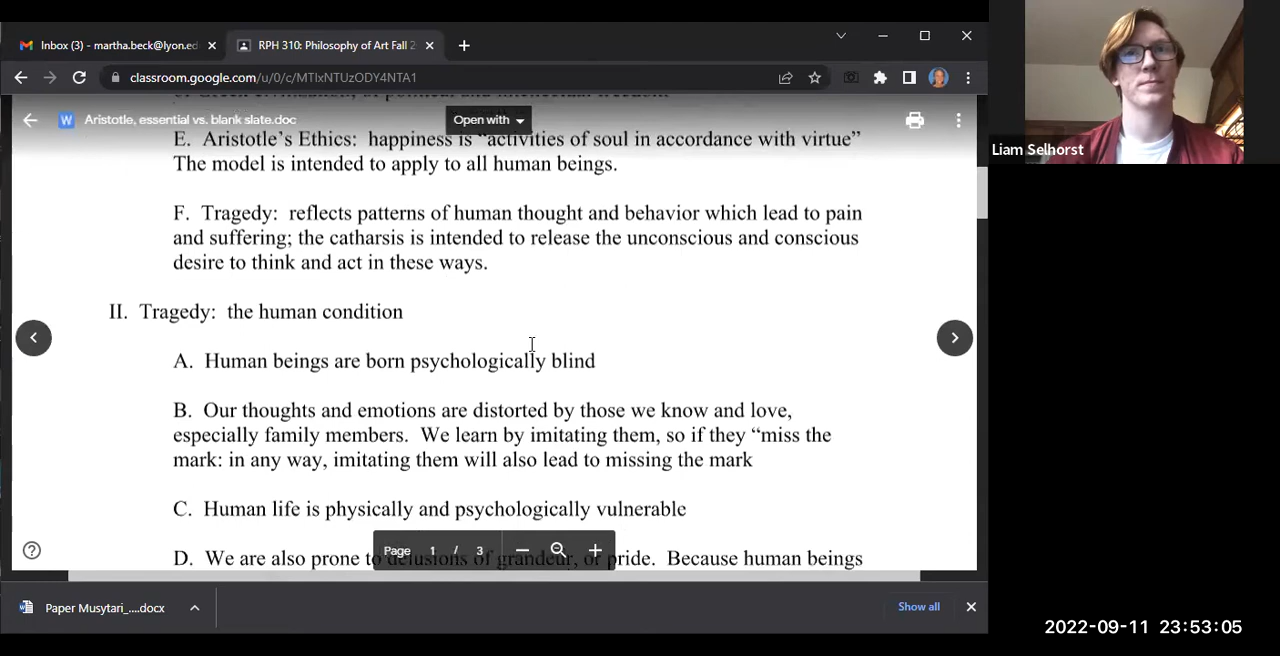 Inbox (3) - martha.beck@lyon.ed
RPH 310: Philosophy of Art Fall 2
classroom.google.com/u/0/c/MTIxNTUzODY4NTA1
Aristotle, essential vs. blank slate.doc
Open with
E. Aristotle's Ethics: happiness is "activities of soul in accordance with virtue"
The model is intended to apply to all human beings.
F. Tragedy: reflects patterns of human thought and behavior which lead to pain
and suffering; the catharsis is intended to release the unconscious and conscious
desire to think and act in these ways.
II. Tragedy: the human condition
A. Human beings are born psychologically blind
B. Our thoughts and emotions are distorted by those we know and love,
especially family members. We learn by imitating them, so if they "miss the
mark: in any way, imitating them will also lead to missing the mark
C. Human life is physically and psychologically vulnerable
D. We are also prone to delusions of grandeur, or pride. Because human beings
Page 1 / 3
Paper Musytari_....docx
Show all
Liam Selhorst
2022-09-11 23:53:05